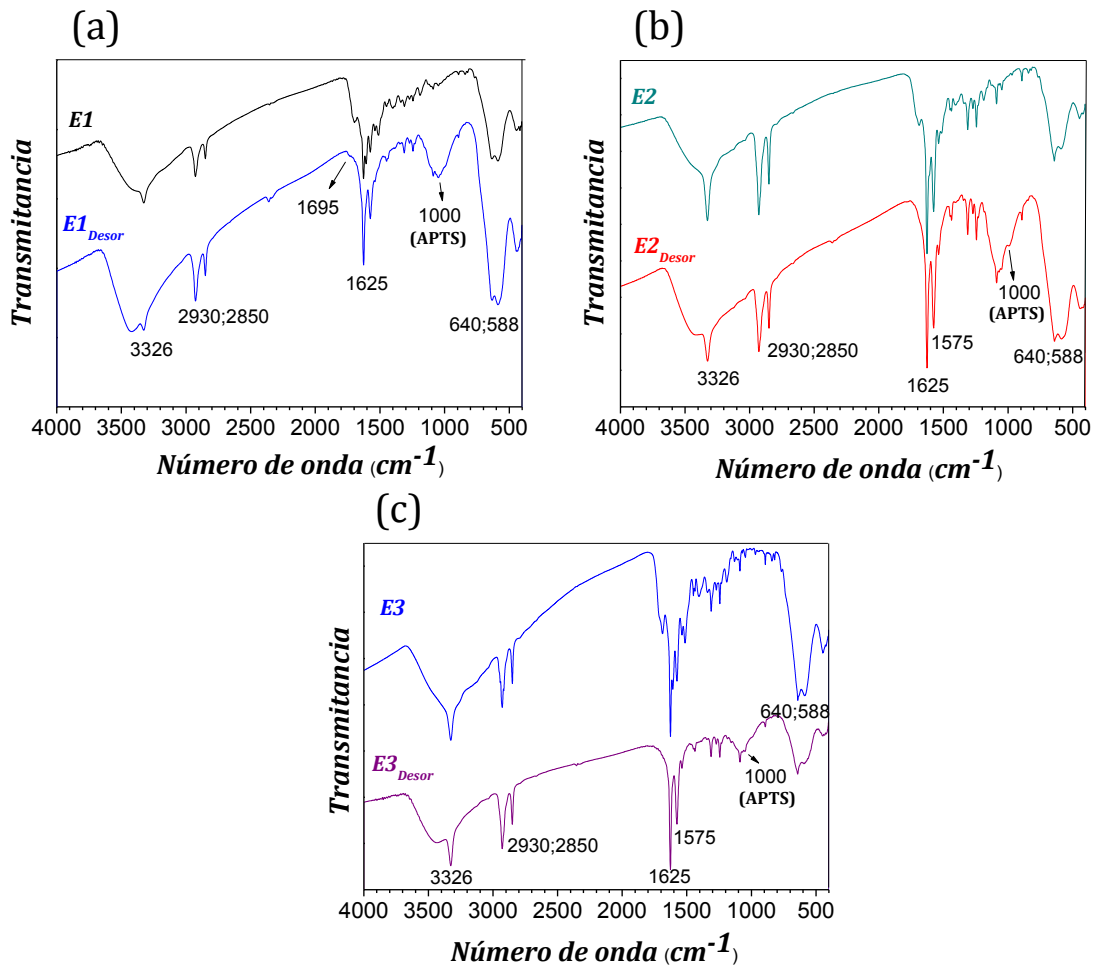 (a)
Transmitancia
E1
E1Desor
3326
2930;2850
1695
1625
1000
(APTS)
640;588
4000 3500 3000 2500 2000 1500 1000 500
Número de onda (cm-1)
(b)
Transmitancia
E2
E2Desor
3326
2930;2850
1625
1575
1000
(APTS)
640;588
4000 3500 3000 2500 2000 1500 1000 500
Número de onda (cm-1)
(c)
Transmitancia
E3
E3Desor
3326
2930;2850
1625
1575
1000
(APTS)
640;588
4000 3500 3000 2500 2000 1500 1000 500
Número de onda (cm-1)